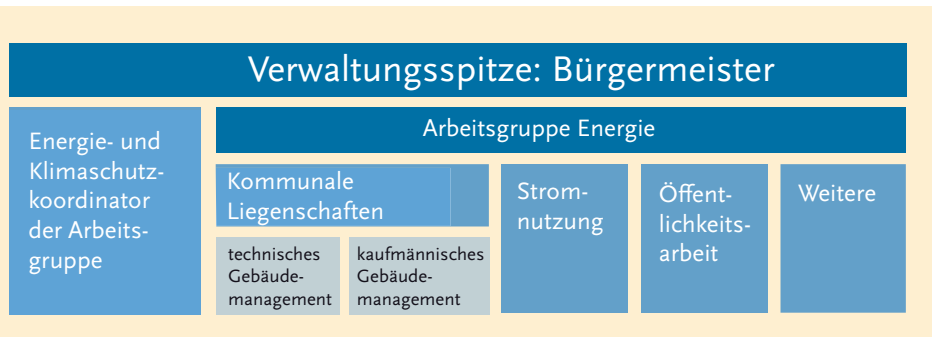 Verwaltungsspitze: Bürgermeister
Energie- und
Klimaschutz-
koordinator
der Arbeits-
gruppe
Arbeitsgruppe Energie
Kommunale
Liegenschaften
technisches
Gebäude-
management
kaufmännisches
Gebäude-
management
Strom-
nutzung
Öffent-
lichkeits-
arbeit
Weitere